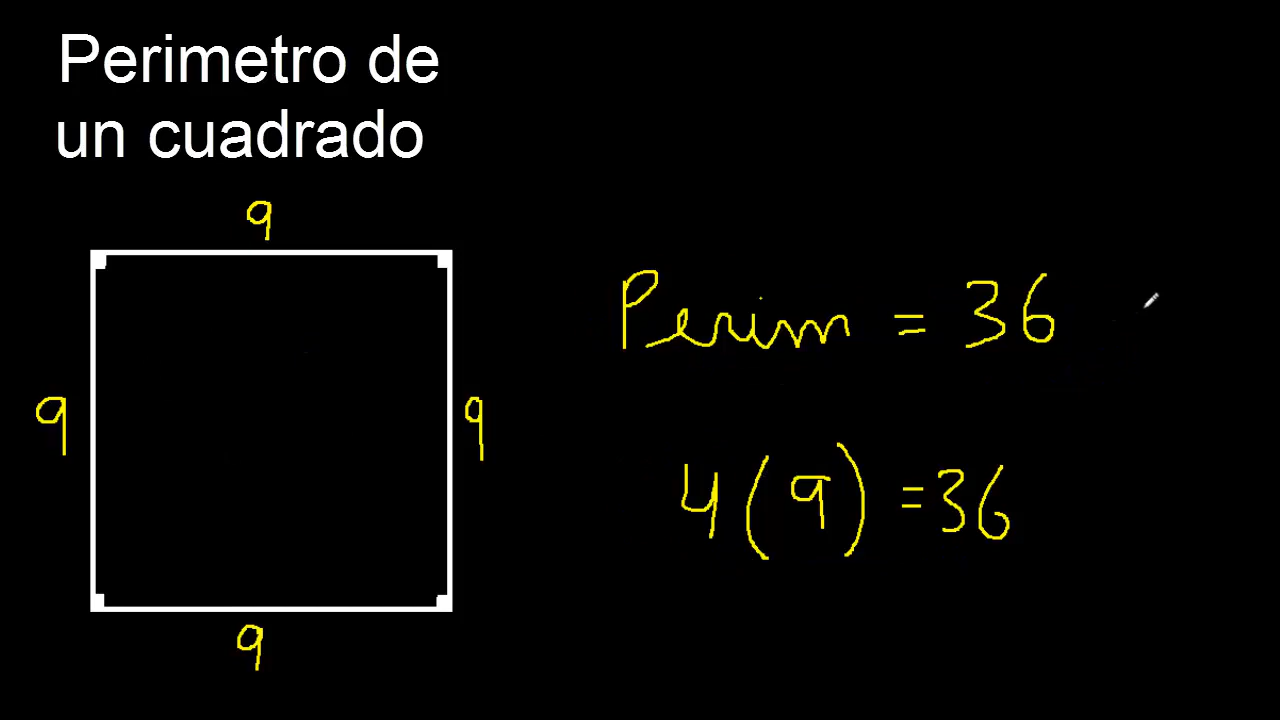 Perimetro de
un cuadrado
9
9
9
9
Perim = 36
4(9) = 36